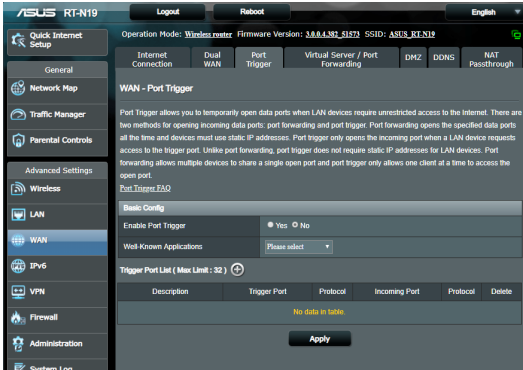 ASUS RT-N19 Logout Reboot English
Quick Internet Setup
Operation Mode: Wireless router Firmware Version: 3.0.0.4.382_51573 SSID: ASUS_RT-N19
General
Network Map
Traffic Manager
Parental Controls
Advanced Settings
Wireless
LAN
WAN
IPv6
VPN
Firewall
Administration
System Log
Internet Connection
Dual WAN
Port Trigger
Virtual Server / Port Forwarding
DMZ
DDNS
NAT Passthrough
WAN - Port Trigger
Port Trigger allows you to temporarily open data ports when LAN devices require unrestricted access to the Internet. There are
two methods for opening incoming data ports: port forwarding and port trigger. Port forwarding opens the specified data ports
all the time and devices must use static IP addresses. Port trigger only opens the incoming port when a LAN device requests
access to the trigger port. Unlike port forwarding, port trigger does not require static IP addresses for LAN devices. Port
forwarding allows multiple devices to share a single open port and port trigger only allows one client at a time to access the
open port.
Port Trigger FAQ
Basic Config
Enable Port Trigger Yes No
Well-Known Applications Please select
Trigger Port List ( Max Limit : 32 )
Description Trigger Port Protocol Incoming Port Protocol Delete
No data in table.
Apply